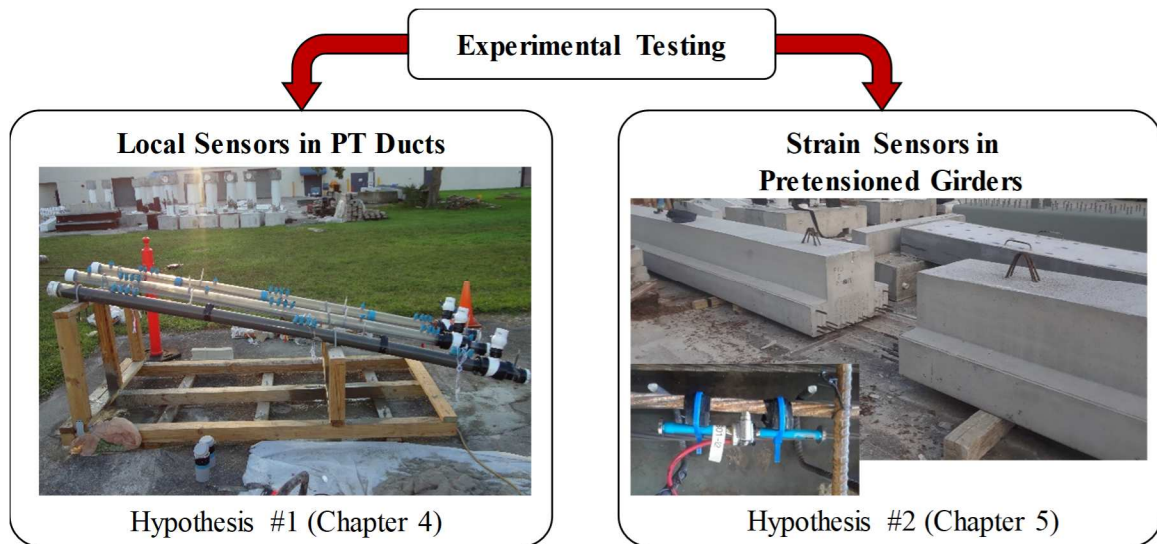 Experimental Testing
Local Sensors in PT Ducts
Hypothesis #1 (Chapter 4)
Strain Sensors in
Pretensioned Girders
Hypothesis #2 (Chapter 5)